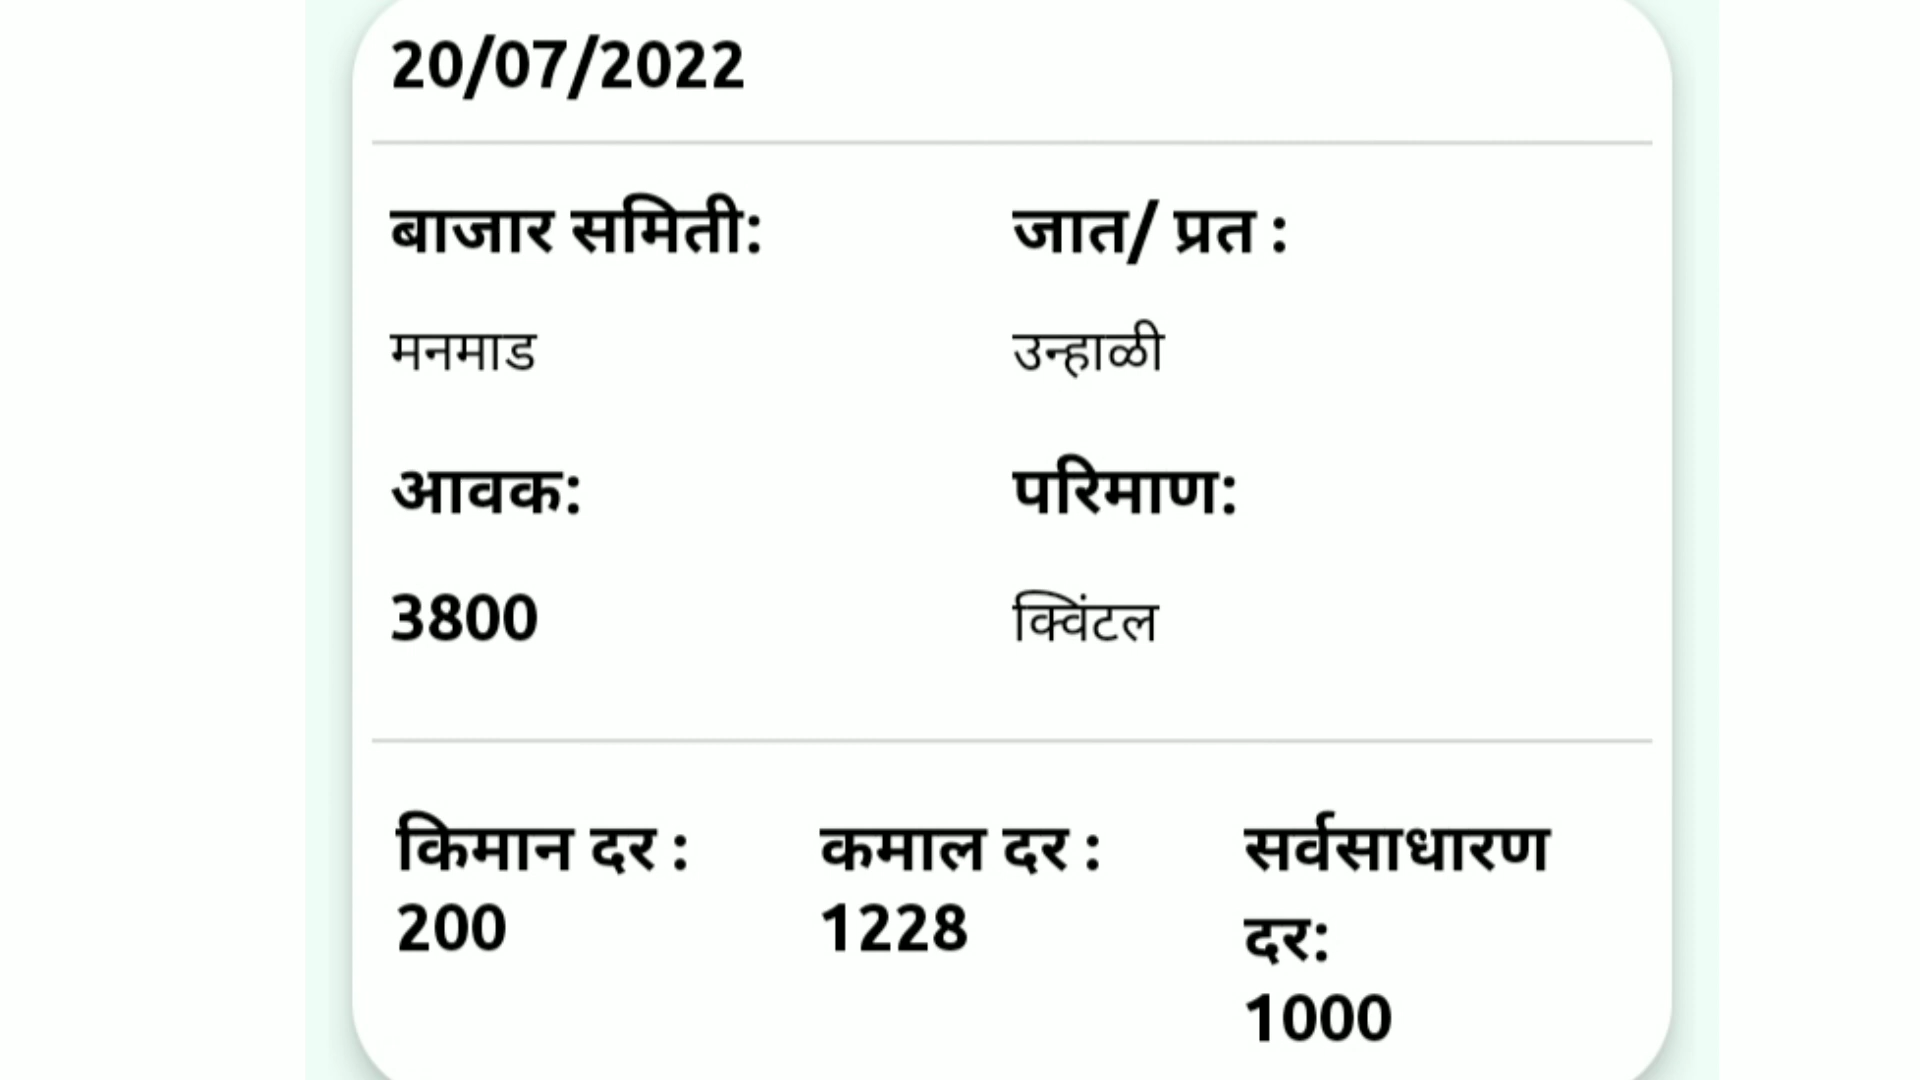 20/07/2022
बाजार समिती: जात/ प्रत :
मनमाड उन्हाळी
आवक: परिमाण:
3800 क्विंटल
किमान दर : कमाल दर : सर्वसाधारण
200 1228 दर:
1000